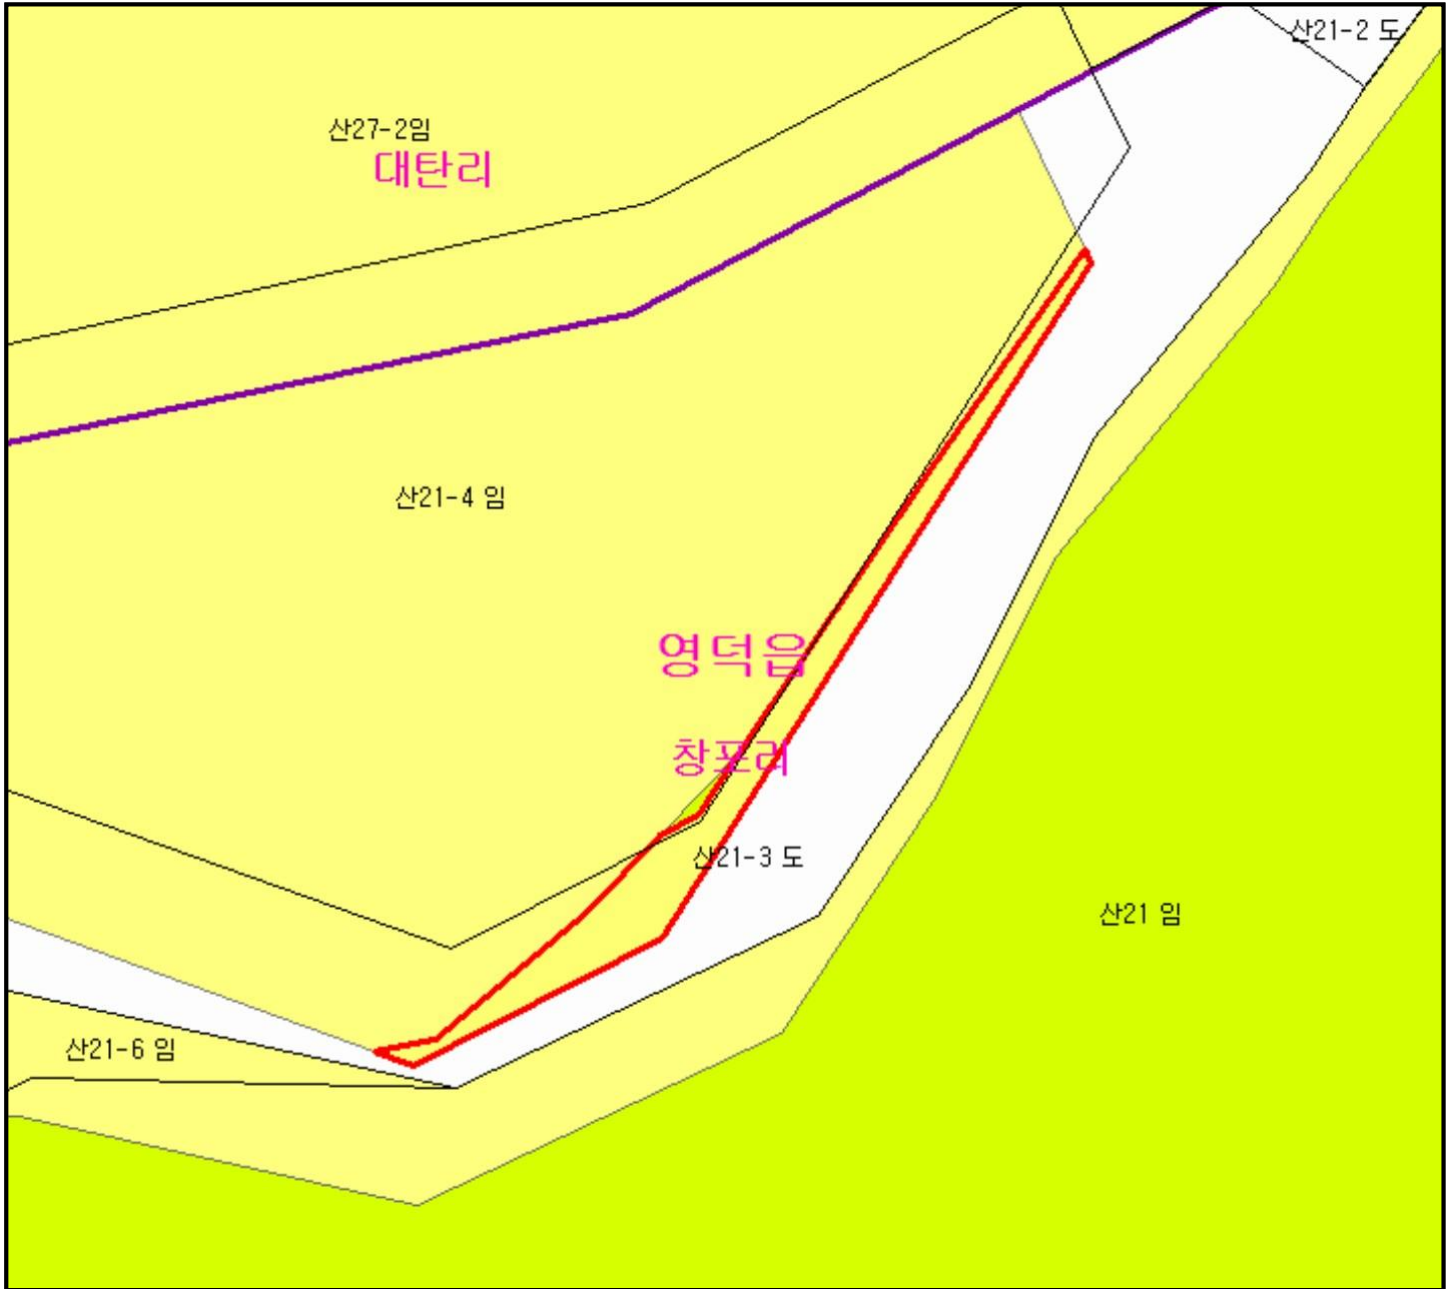 산21-2 도
산27-2임
대탄리
산21-4 임
영덕읍
창포리
산21-3 도
산21 임
산21-6 임